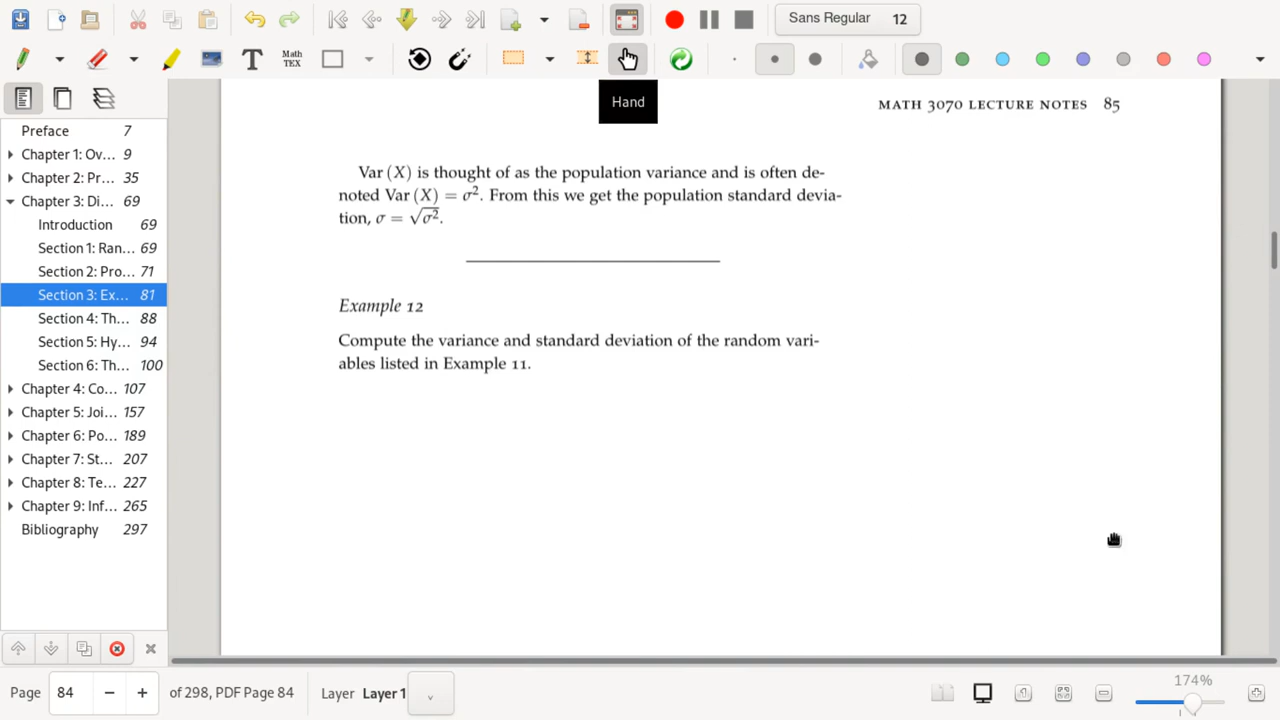 Sans Regular 12
Math
TEX
T
Hand
Preface 7
Chapter 1: Ov... 9
Chapter 2: Pr... 35
Chapter 3: Di... 69
Introduction 69
Section 1: Ran... 69
Section 2: Pro... 71
Section 3: Ex... 81
Section 4: Th... 88
Section 5: Hy... 94
Section 6: Th... 100
Chapter 4: Co... 107
Chapter 5: Joi... 157
Chapter 6: Po... 189
Chapter 7: St... 207
Chapter 8: Te... 227
Chapter 9: Inf... 265
Bibliography 297
MATH 3070 LECTURE NOTES 85
Var (X) is thought of as the population variance and is often de-
noted Var (X) = σ². From this we get the population standard devia-
tion, σ = √σ².
Example 12
Compute the variance and standard deviation of the random vari-
ables listed in Example 11.
Page 84 of 298, PDF Page 84 Layer Layer 1 174%